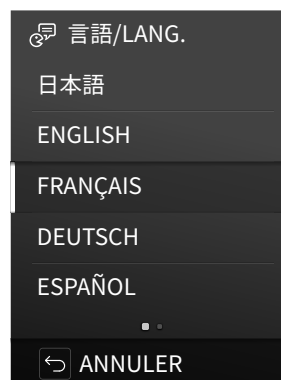 言語/LANG.
日本語
ENGLISH
FRANÇAIS
DEUTSCH
ESPAÑOL
ANNULER